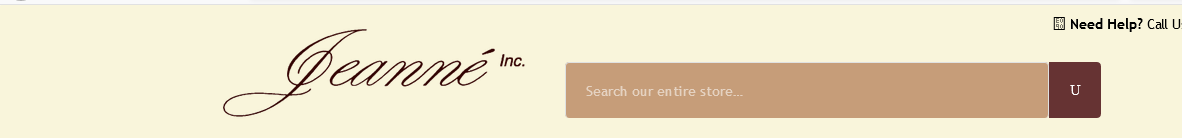 Need Help? Call U
Jeanné Inc.
Search our entire store...
U